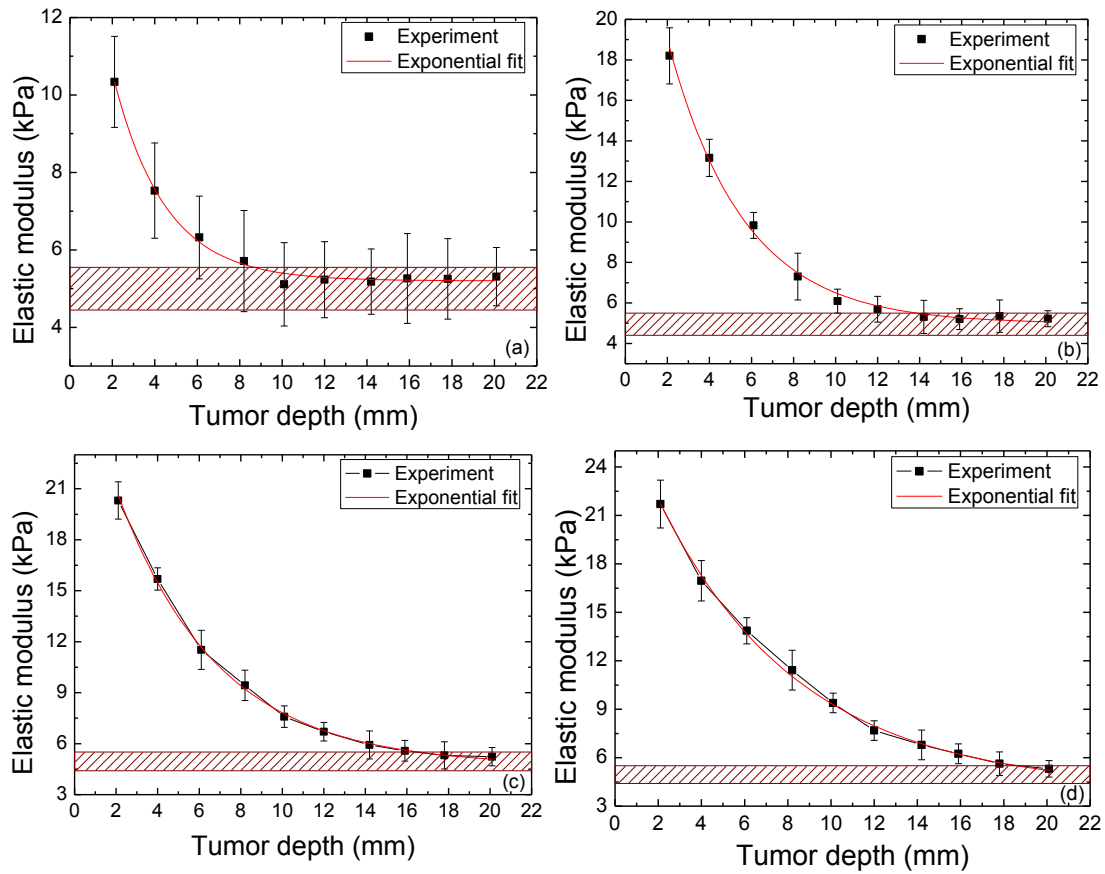 Experiment
Exponential fit
Elastic modulus (kPa)
12
10
8
6
4
(a)
0 2 4 6 8 10 12 14 16 18 20 22
Tumor depth (mm)
Experiment
Exponential fit
Elastic modulus (kPa)
20
18
16
14
12
10
8
6
4
(b)
0 2 4 6 8 10 12 14 16 18 20 22
Tumor depth (mm)
Experiment
Exponential fit
Elastic modulus (kPa)
21
18
15
12
9
6
3
(c)
0 2 4 6 8 10 12 14 16 18 20 22
Tumor depth (mm)
Experiment
Exponential fit
Elastic modulus (kPa)
24
21
18
15
12
9
6
3
(d)
0 2 4 6 8 10 12 14 16 18 20 22
Tumor depth (mm)